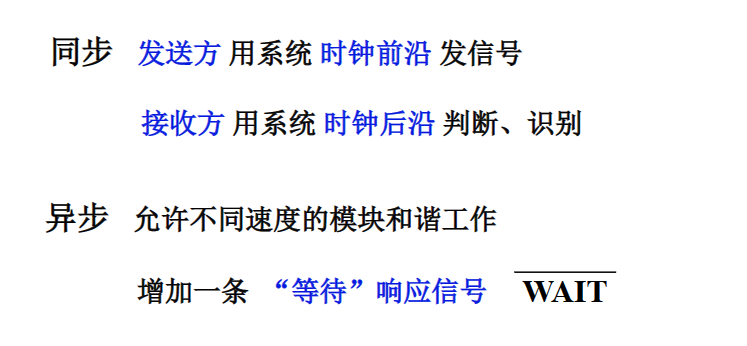 同步 发送方 用系统 时钟前沿 发信号
接收方 用系统 时钟后沿 判断、识别
异步 允许不同速度的模块和谐工作
增加一条 “等待”响应信号 WAIT